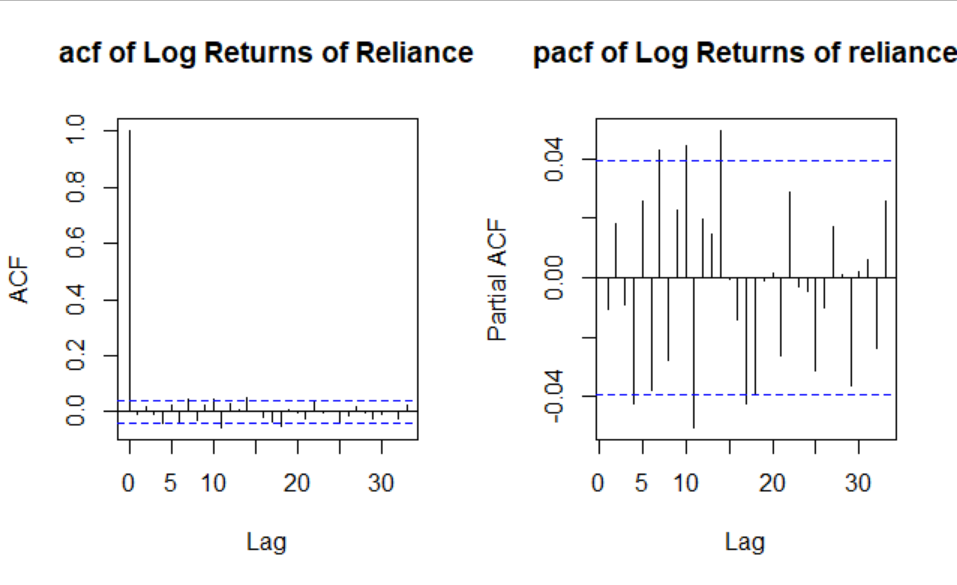 acf of Log Returns of Reliance
ACF
0.0 0.2 0.4 0.6 0.8 1.0
0 5 10 20 30
Lag
pacf of Log Returns of reliance
Partial ACF
-0.04 0.00 0.04
0 5 10 20 30
Lag